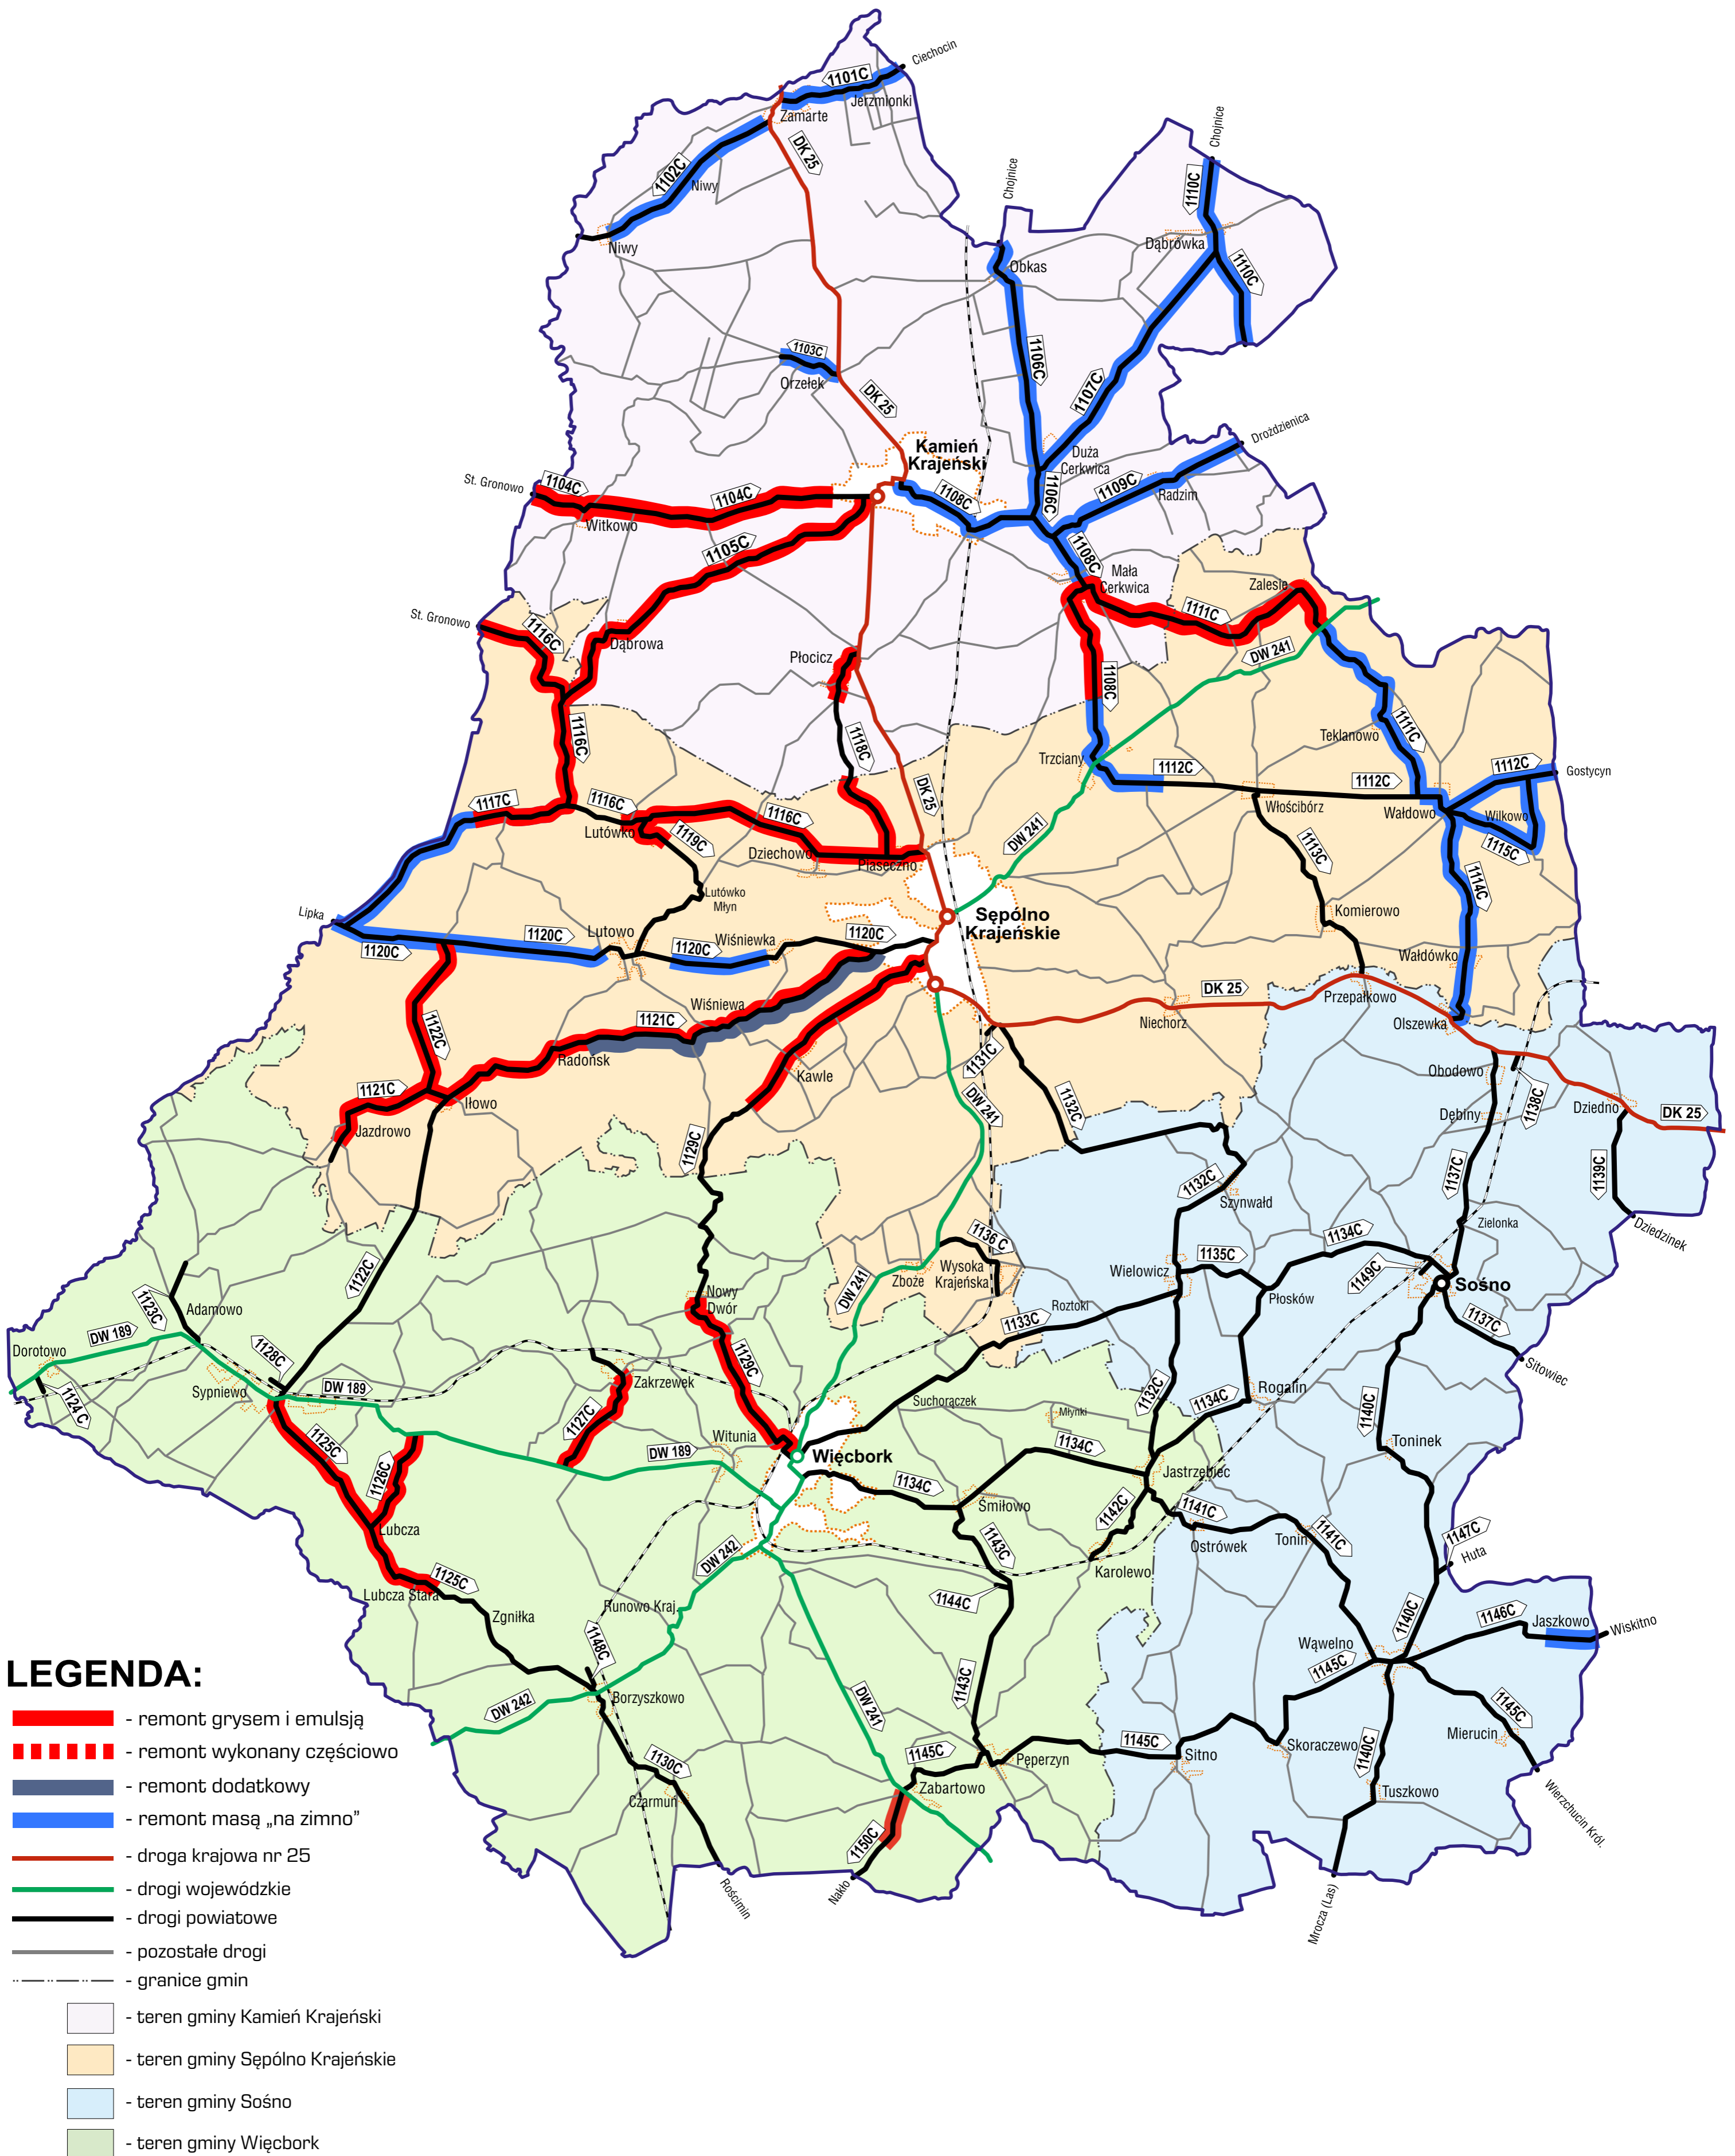 Ciechocin
1101C
Jerzmionki
Zamarte
DK 25
1102C
Niwy
Niwy
Chojnice
Chojnice
1110C
Dąbrówka
1110C
Obkas
1103C
Orzełek
1106C
1107C
DK 25
Kamień
Krajeński
Duża
Cerkwica
Drożdzienica
St. Gronowo
1104C
1104C
Witkowo
1108C
1106C
1109C
Radzim
1105C
1108C
Mała
Cerkwica
Zalesie
1111C
St. Gronowo
1116C
Dąbrowa
Płocicz
DW 241
1108C
1116C
1118C
Teklanowo
1111C
Trzciany
1112C
1112C
1112C
Gostycyn
DK 25
1117C
1116C
1116C
Lutówko
1119C
Dziechowo
Piaseczno
DW 241
Włościbórz
Wałdowo
Wilkowo
1115C
1113C
1114C
Lutówko
Młyn
Lipka
Sępólno
Krajeńskie
Komierowo
1120C
1120C
Lutowo
1120C
Wiśniewka
1120C
Wałdówko
Wiśniewa
DK 25
Przepałkowo
Niechorz
Olszewka
1122C
1121C
Radońsk
Kawle
1131C
1132C
Obodowo
1138C
Dziedno
DK 25
Dębiny
1121C
Iłowo
Jazdrowo
DW 241
1129C
1137C
1139C
1132C
Szynwałd
Zielonka
Dziedzinek
1136 C
Wysoka
Krajeńska
Zboże
1134C
1135C
Wielowicz
1149C
Sośno
Płosków
1122C
1123C
Adamowo
DW 241
Nowy
Dwór
Roztoki
1133C
1137C
Sitowiec
DW 189
Dorotowo
1128C
Sypniewo
1124 C
DW 189
Zakrzewek
1129C
1127C
Suchorączek
Młynki
1132C
1134C
Rogalin
1140C
1125C
1126C
Witunia
DW 189
Więcbork
1134C
1134C
Jastrzębiec
Toninek
Śmiłowo
1142C
1141C
Ostrówek
Tonin
1141C
1147C
Huta
Lubcza
1125C
Lubcza Stara
DW 242
1143C
Karolewo
1144C
Zgniłka
Runowo Kraj.
1140C
1146C
Jaszkowo
Wiskitno
Wąwelno
1145C
1148C
Borzyszkowo
DW 242
DW 241
1143C
1145C
Mierucin
1130C
Czarmuń
1145C
Pęperzyn
1145C
Sitno
Skoraczewo
1140C
Tuszkowo
Zabartowo
1150C
Nakło
Rościmin
Wierzchucin Król.
Mrocza (Las)
LEGENDA:
- remont grysem i emulsją
- remont wykonany częściowo
- remont dodatkowy
- remont masą „na zimno”
- droga krajowa nr 25
- drogi wojewódzkie
- drogi powiatowe
- pozostałe drogi
- granice gmin
- teren gminy Kamień Krajeński
- teren gminy Sępólno Krajeńskie
- teren gminy Sośno
- teren gminy Więcbork